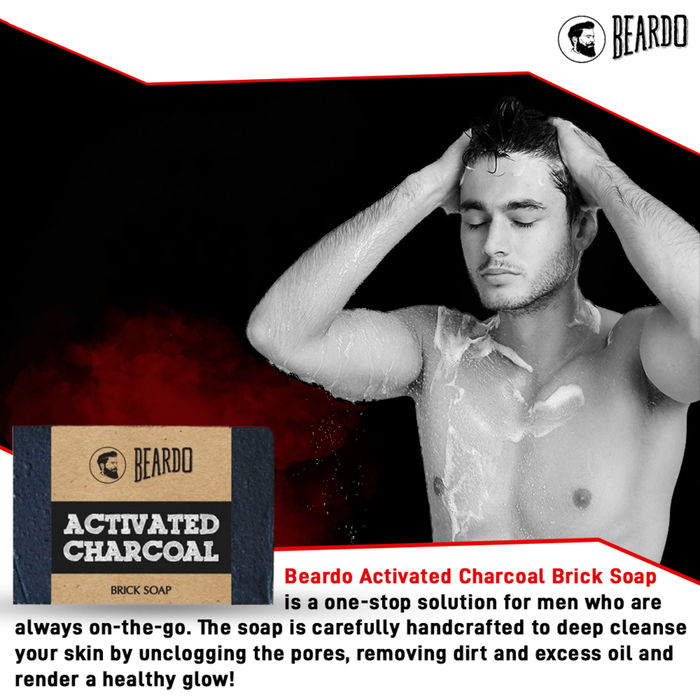 BEARDO
BEARDO
ACTIVATED
CHARCOAL
BRICK SOAP
Beardo Activated Charcoal Brick Soap
is a one-stop solution for men who are
always on-the-go. The soap is carefully handcrafted to deep cleanse
your skin by unclogging the pores, removing dirt and excess oil and
render a healthy glow!